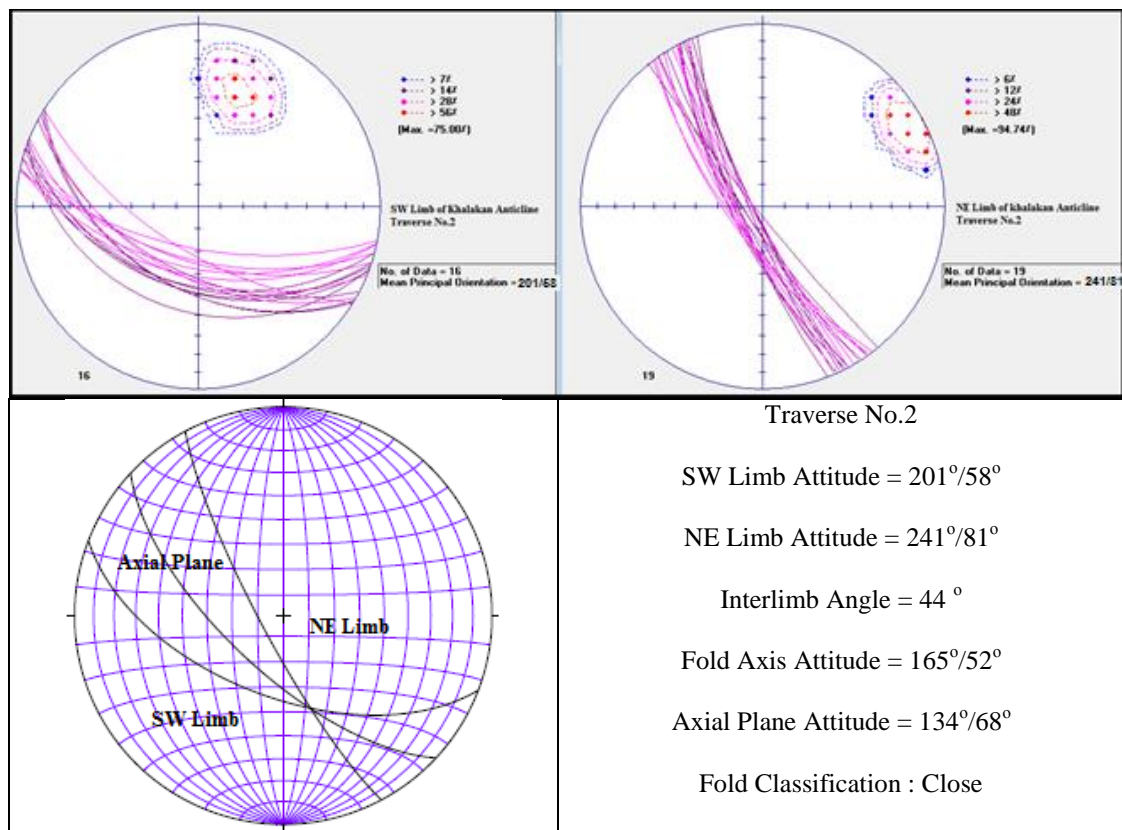 > 7%
> 14%
> 28%
> 56%
(Max. =75.00%)
SW Limb of Khalakan Anticline
Traverse No.2
No. of Data = 16
Mean Principal Orientation = 201/58
16
> 6%
> 12%
> 24%
> 48%
(Max. =94.74%)
NE Limb of khalakan Anticline
Traverse No.2
No. of Data = 19
Mean Principal Orientation = 241/81
19
Axial Plane
NE Limb
SW Limb
Traverse No.2
SW Limb Attitude = 201°/58°
NE Limb Attitude = 241°/81°
Interlimb Angle = 44 °
Fold Axis Attitude = 165°/52°
Axial Plane Attitude = 134°/68°
Fold Classification : Close